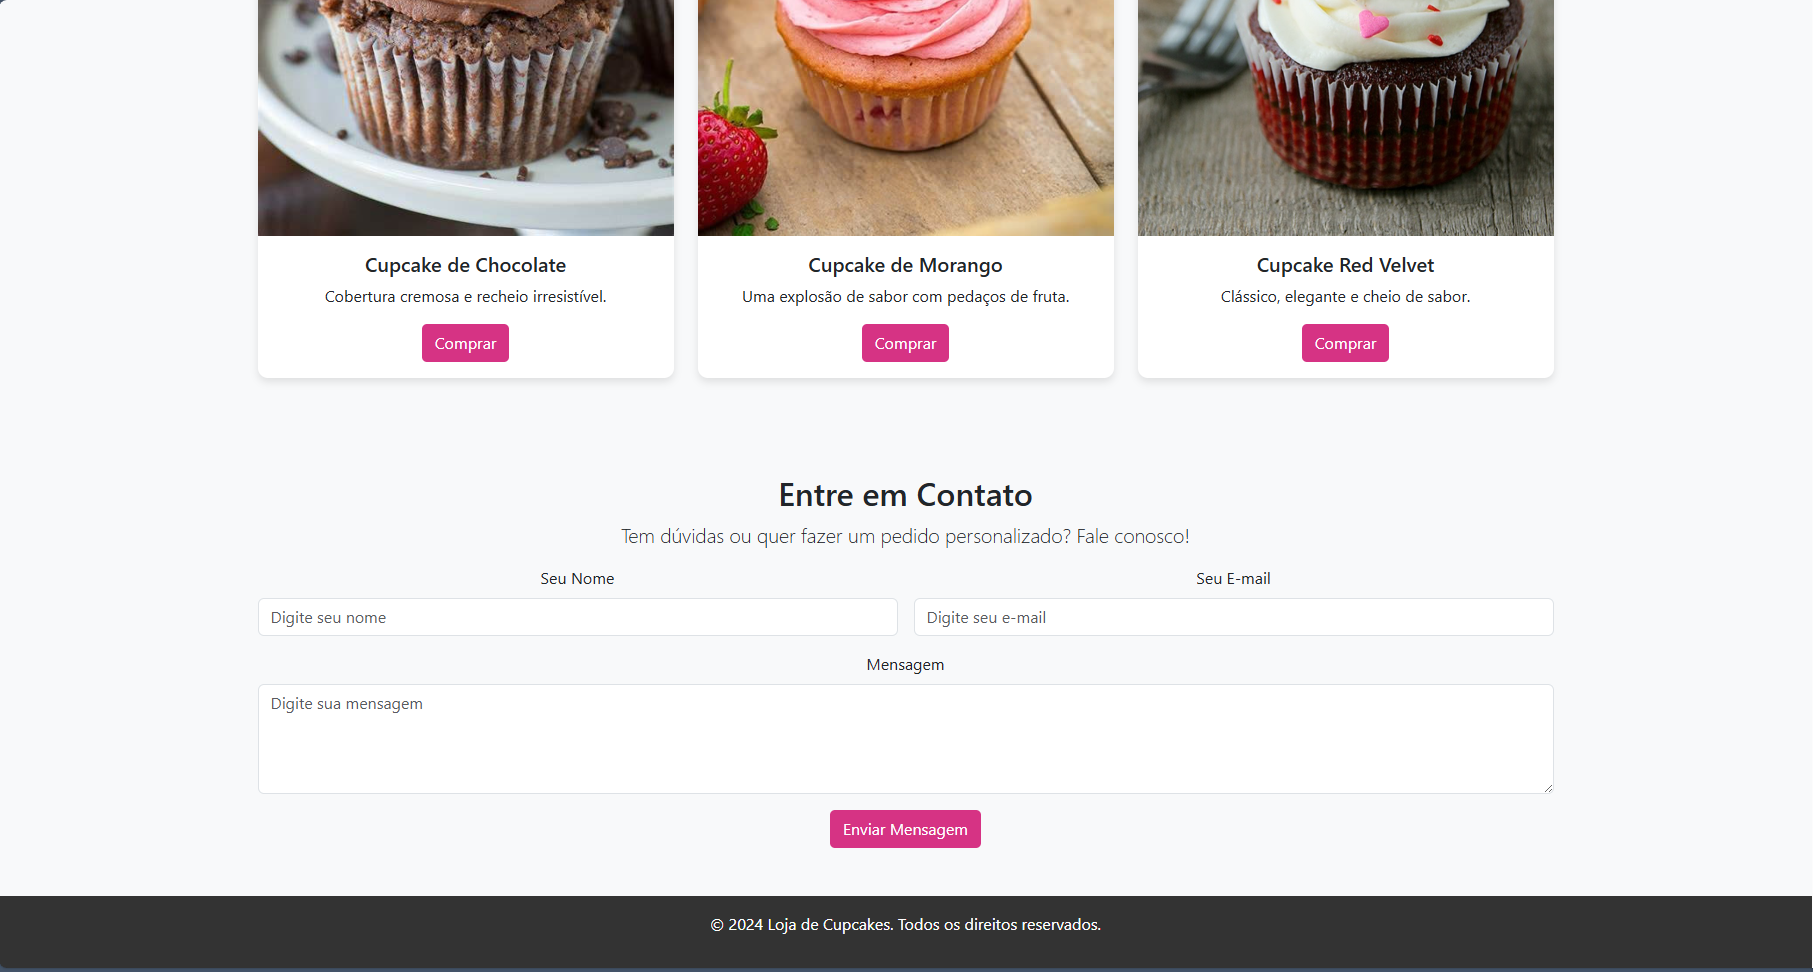 Cupcake de Chocolate
Cobertura cremosa e recheio irresistível.
Comprar
Cupcake de Morango
Uma explosão de sabor com pedaços de fruta.
Comprar
Cupcake Red Velvet
Clássico, elegante e cheio de sabor.
Comprar
Entre em Contato
Tem dúvidas ou quer fazer um pedido personalizado? Fale conosco!
Seu Nome
Digite seu nome
Seu E-mail
Digite seu e-mail
Mensagem
Digite sua mensagem
Enviar Mensagem
© 2024 Loja de Cupcakes. Todos os direitos reservados.